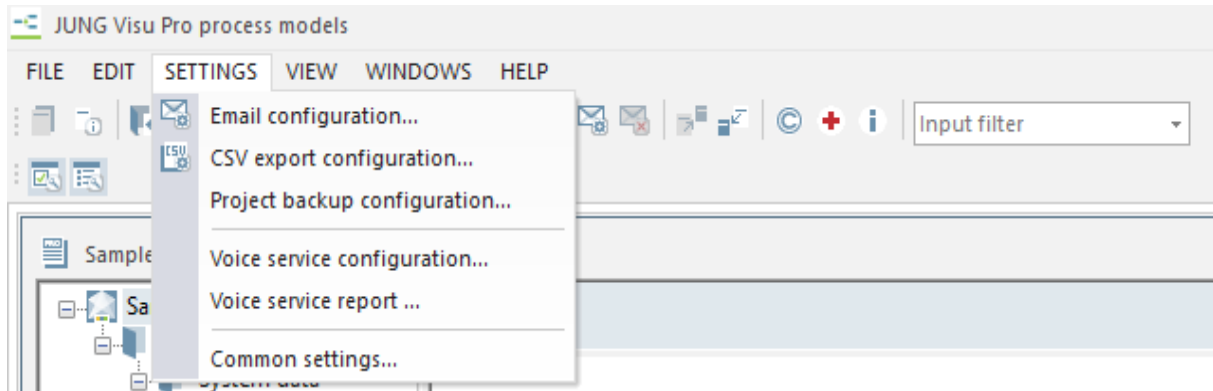 JUNG Visu Pro process models
FILE EDIT SETTINGS VIEW WINDOWS HELP
Email configuration...
Input filter
CSV export configuration...
Project backup configuration...
Sample
Voice service configuration...
Sa
Voice service report ...
Common settings...
System data